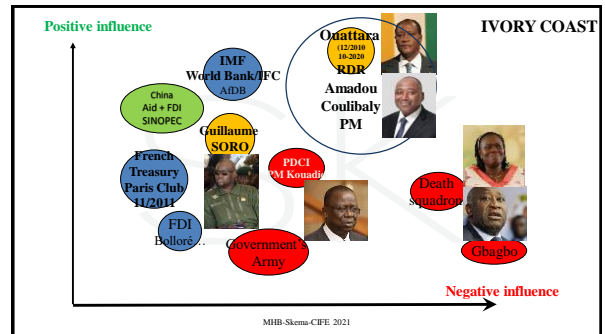 Positive influence
IVORY COAST
IMF
World Bank/IFC
AfDB
Ouattara
(12/2010
10-2020
RDR
Amadou
Coulibaly
PM
China
Aid + FDI
SINOPEC
Guillaume
SORO
French
Treasury
Paris Club
11/2011
PDCI
PM Kouadio
Death
squadron
FDI
Bolloré…
Government's
Army
Gbagbo
Negative influence
MHB-Skema-CIFE 2021